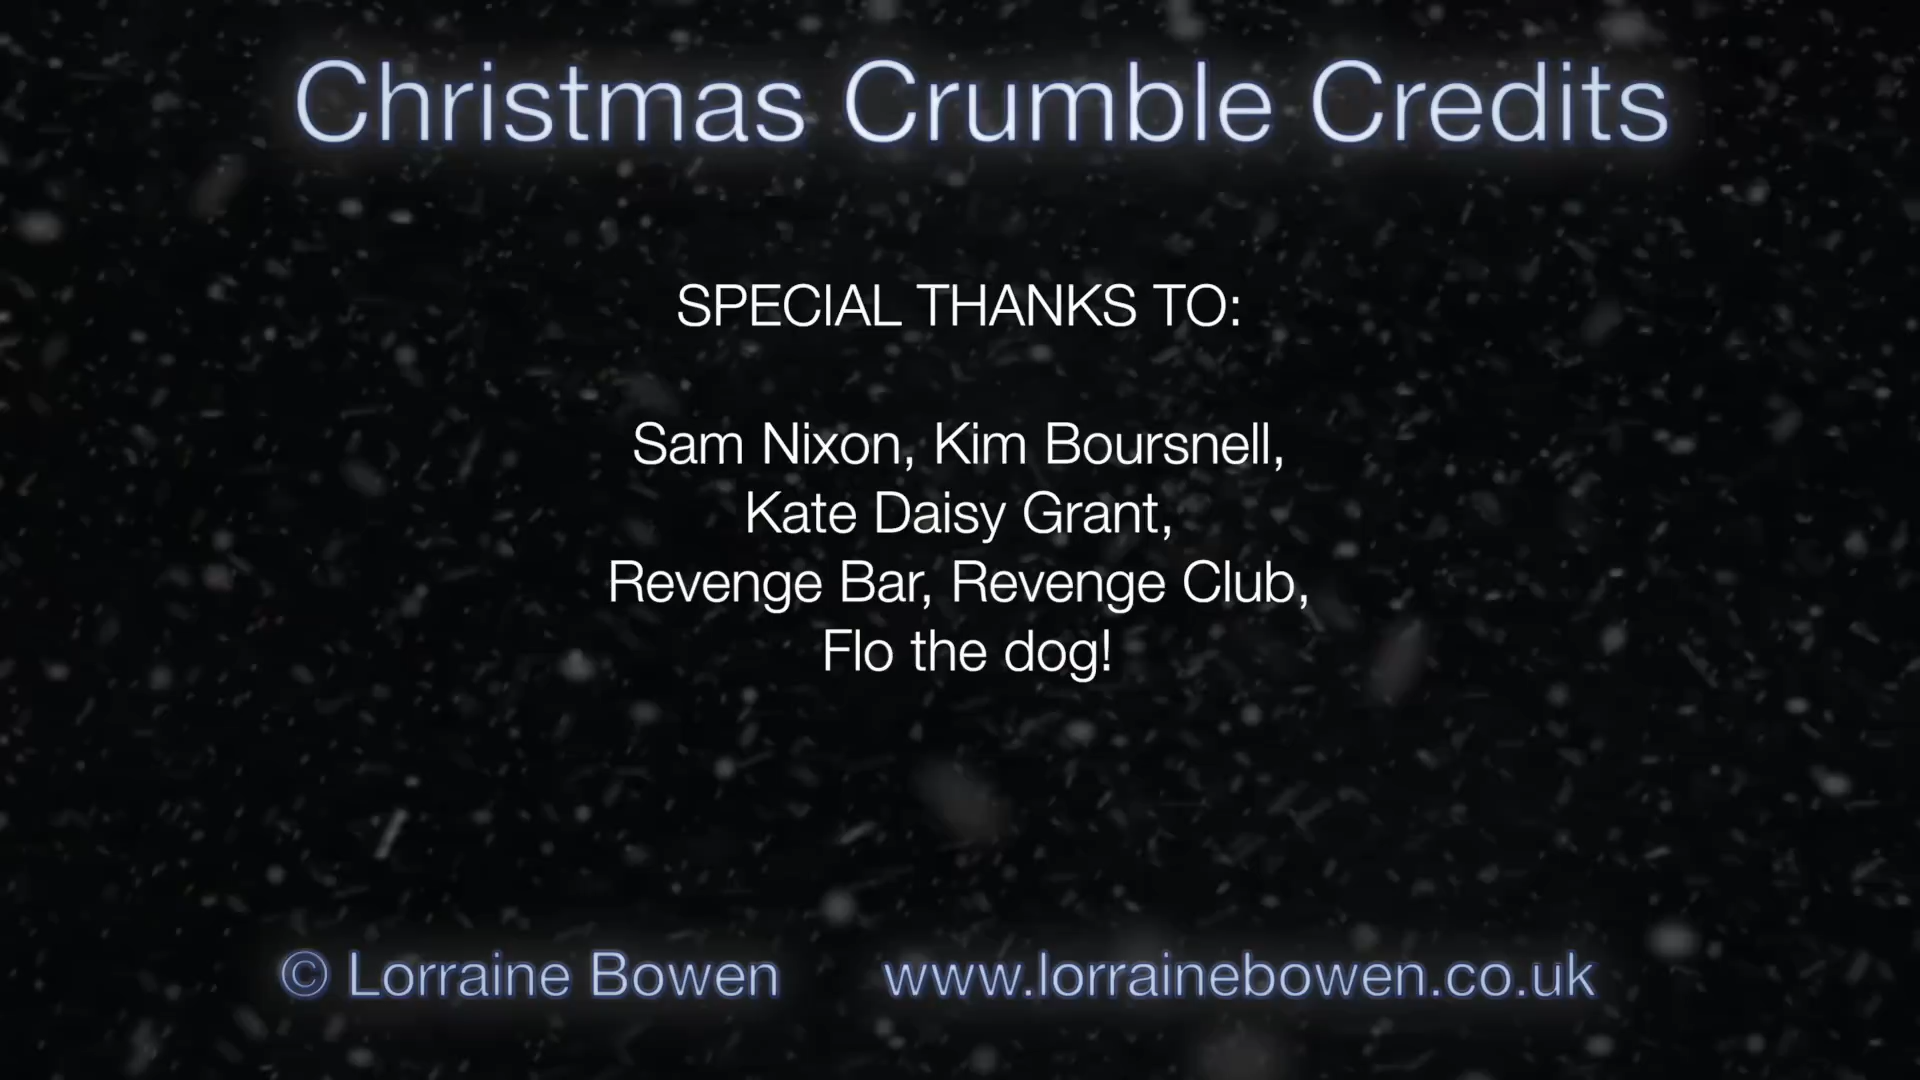 Christmas Crumble Credits
SPECIAL THANKS TO:
Sam Nixon, Kim Boursnell,
Kate Daisy Grant,
Revenge Bar, Revenge Club,
Flo the dog!
© Lorraine Bowen www.lorrainebowen.co.uk